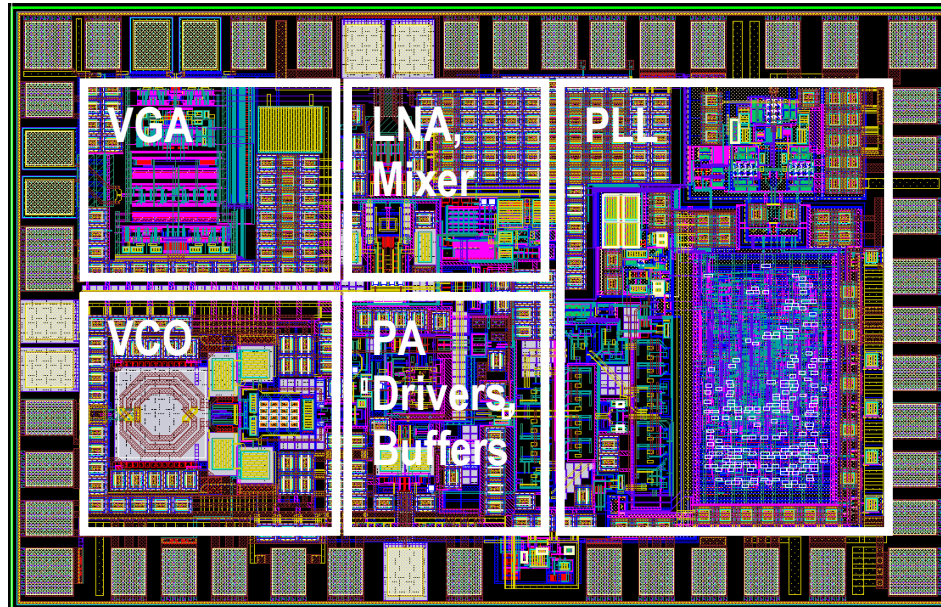 VGA
LNA,
Mixer
PLL
VCO
PA
Drivers,
Buffers